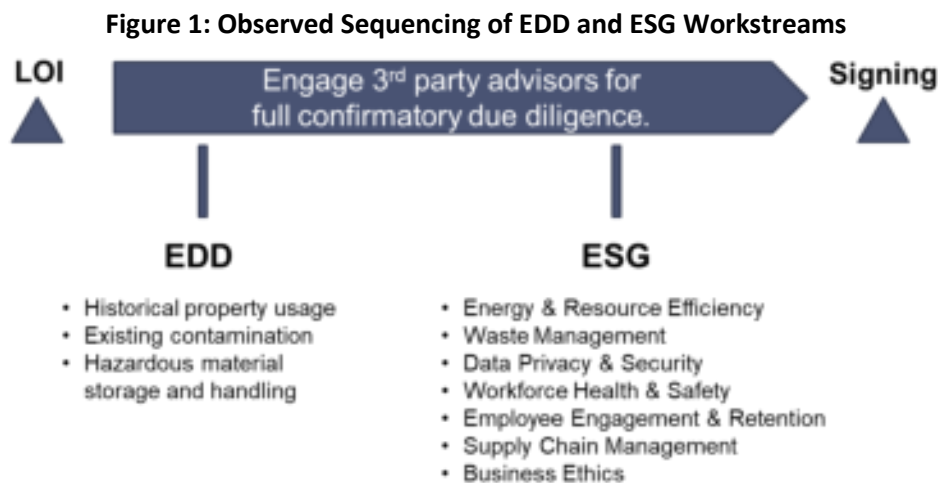 Figure 1: Observed Sequencing of EDD and ESG Workstreams
LOI
Engage 3rd party advisors for
full confirmatory due diligence.
Signing
EDD
• Historical property usage
• Existing contamination
• Hazardous material
storage and handling
ESG
• Energy & Resource Efficiency
• Waste Management
• Data Privacy & Security
• Workforce Health & Safety
• Employee Engagement & Retention
• Supply Chain Management
• Business Ethics